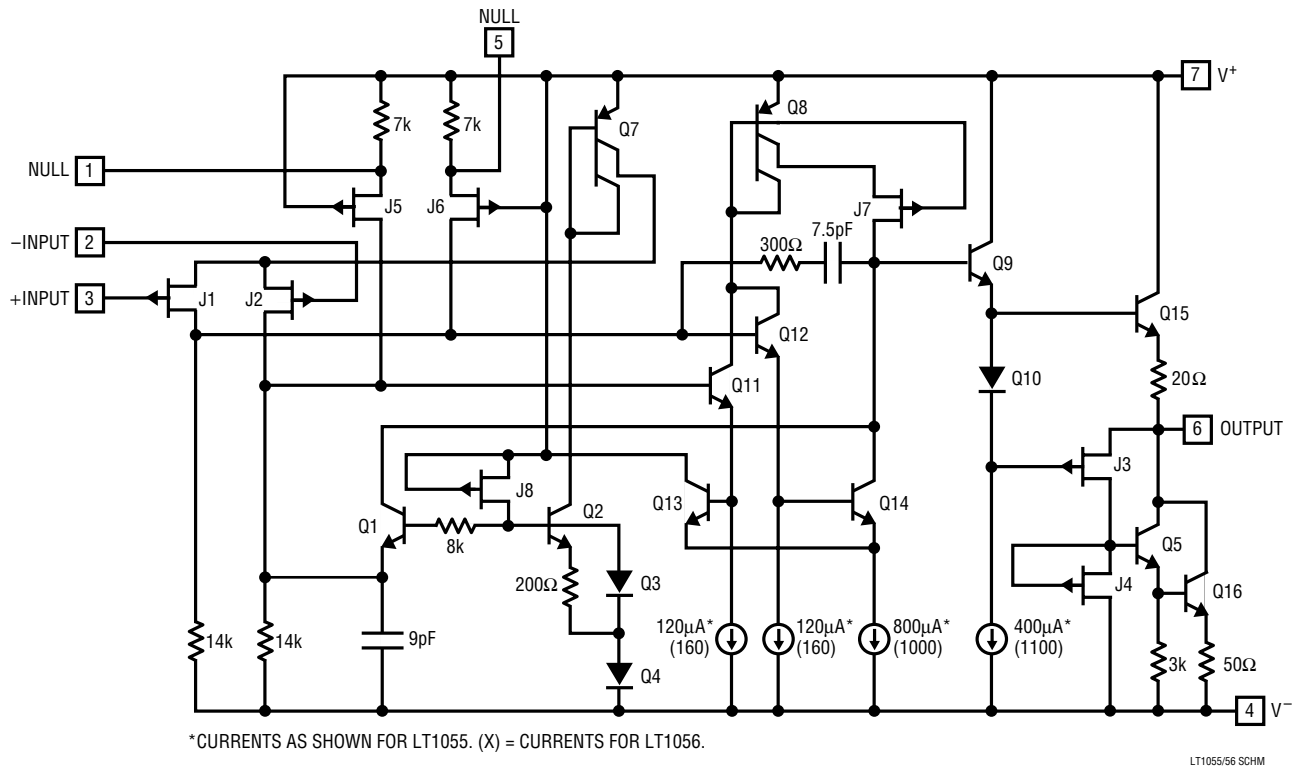 NULL
5
7 V+
Q8
7k 7k Q7
NULL 1
J5 J6 J7
7.5pF
–INPUT 2
300Ω
Q9
+INPUT 3 J1 J2
Q15
Q12
Q11 Q10 20Ω
6 OUTPUT
J3
J8
Q13 Q14
Q1 Q2
8k Q5
200Ω Q3 J4 Q16
120µA* 120µA* 800µA* 400µA*
(160) (160) (1000) (1100)
14k 14k 9pF 3k 50Ω
Q4
4 V–
*CURRENTS AS SHOWN FOR LT1055. (X) = CURRENTS FOR LT1056.
LT1055/56 SCHM